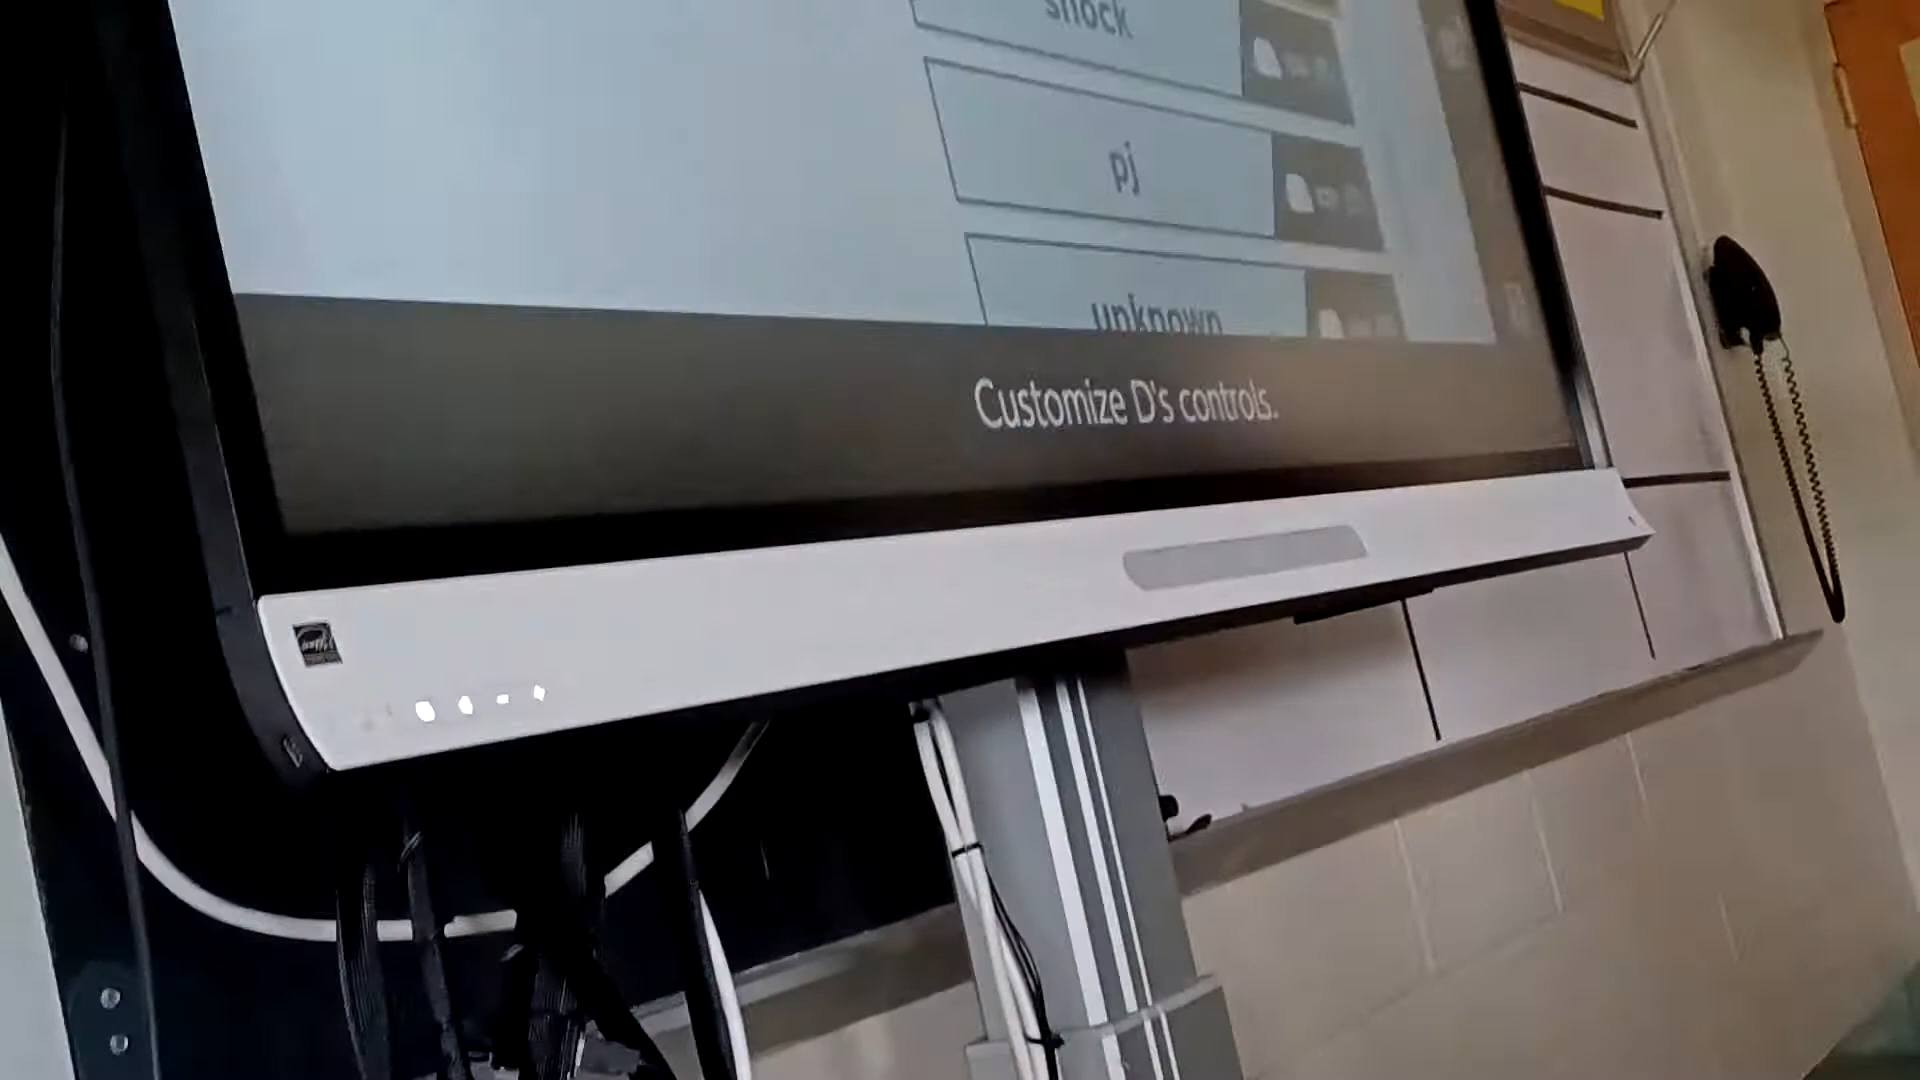 shock
pj
unknown
Customize D's controls.